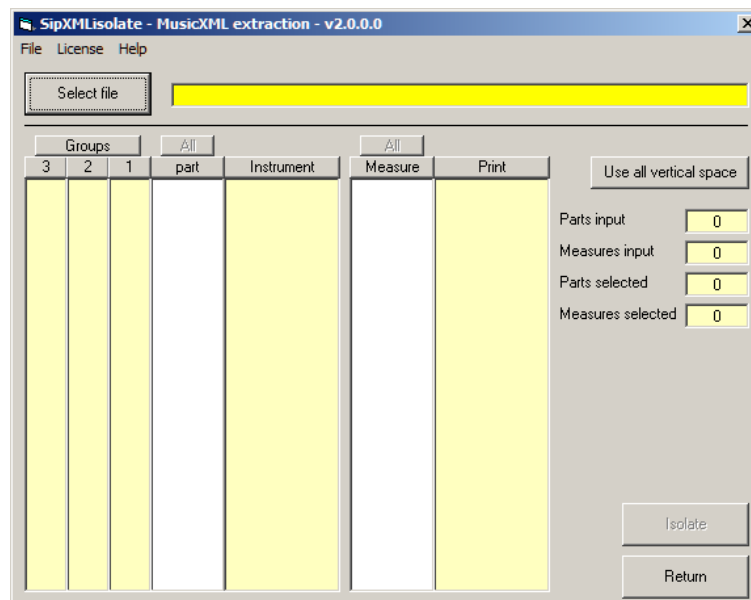 SipXMLisolate - MusicXML extraction - v2.0.0.0
File License Help
Select file
Groups All All
3 2 1 part Instrument Measure Print
Use all vertical space
Parts input 0
Measures input 0
Parts selected 0
Measures selected 0
Isolate
Return